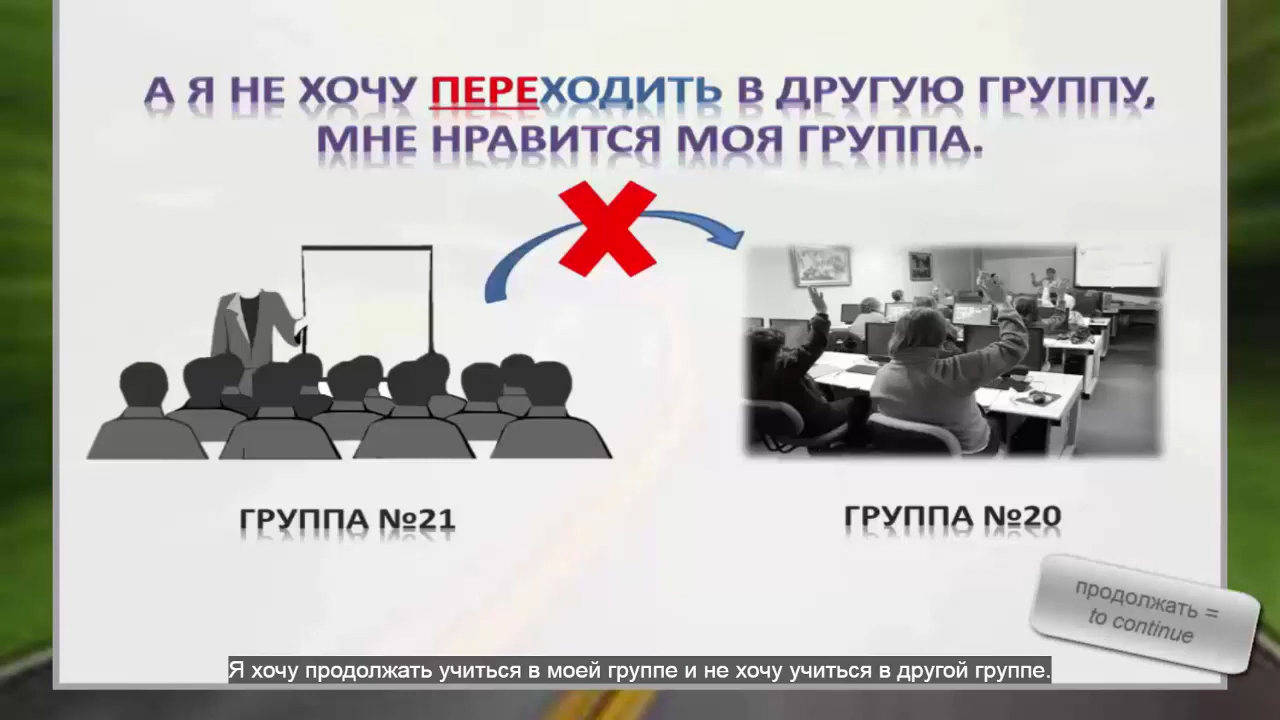 А Я НЕ ХОЧУ ПЕРЕХОДИТЬ В ДРУГУЮ ГРУППУ,
МНЕ НРАВИТСЯ МОЯ ГРУППА.
ГРУППА №21
ГРУППА №20
продолжать =
to continue
Я хочу продолжать учиться в моей группе и не хочу учиться в другой группе.